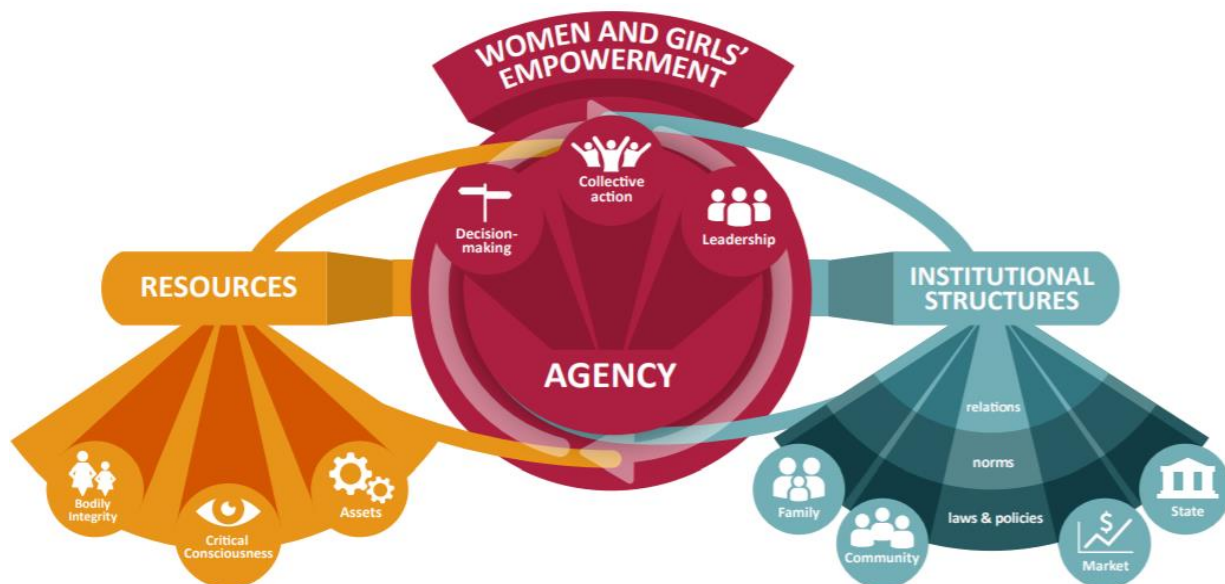 WOMEN AND GIRLS'
EMPOWERMENT
Collective
action
Decision-
making
Leadership
AGENCY
RESOURCES
Bodily
Integrity
Critical
Consciousness
Assets
INSTITUTIONAL
STRUCTURES
relations
norms
laws & policies
Family
Community
$
Market
State